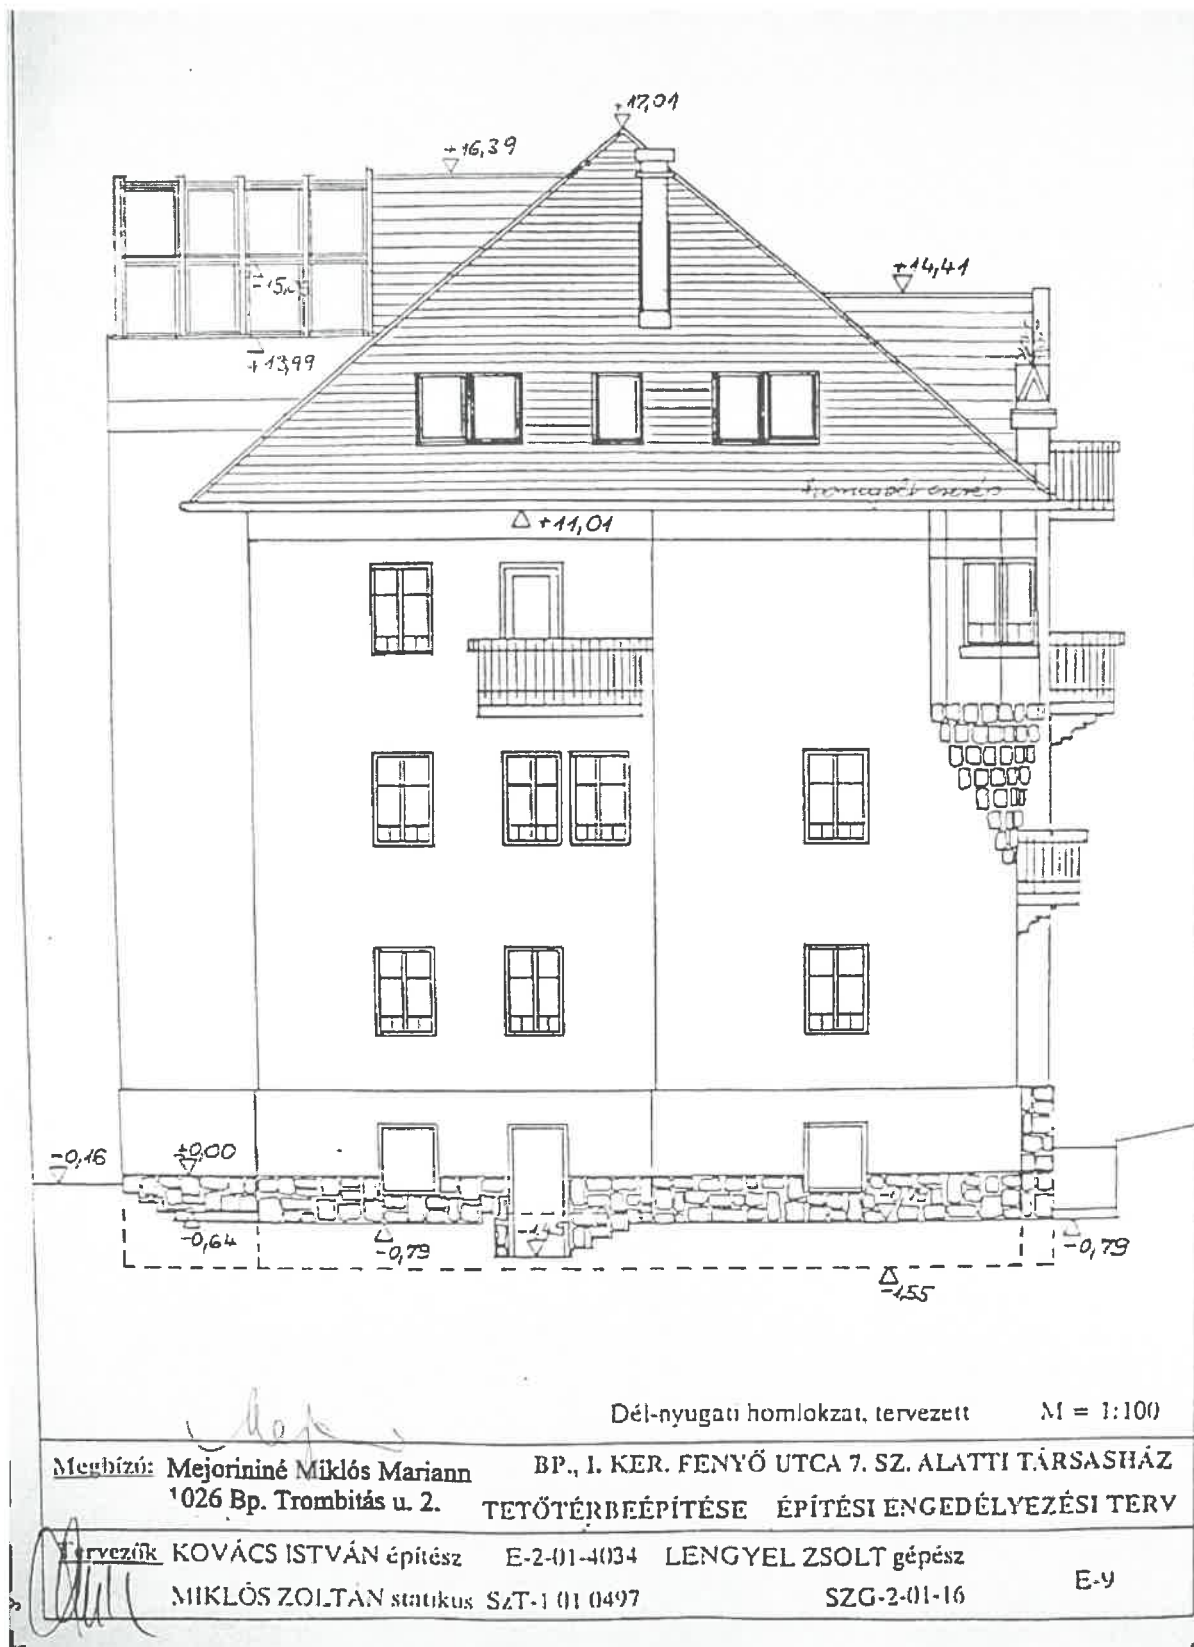 +17,01
+16,39
+14,41
+13,99
+11,01
-0,16
±0,00
-0,64
-0,79
-0,79
-1,55
Dél-nyugati homlokzat, tervezett M = 1:100
Megbízó: Mejorininé Miklós Mariann
1026 Bp. Trombitás u. 2.
BP., I. KER. FENYŐ UTCA 7. SZ. ALATTI TÁRSASHÁZ
TETŐTÉRBEÉPÍTÉSE ÉPÍTÉSI ENGEDÉLYEZÉSI TERV
Tervezők KOVÁCS ISTVÁN építész E-2-01-4034 LENGYEL ZSOLT gépész
MIKLÓS ZOLTÁN statikus SzT-1 01 0497 SZG-2-01-16
E-9